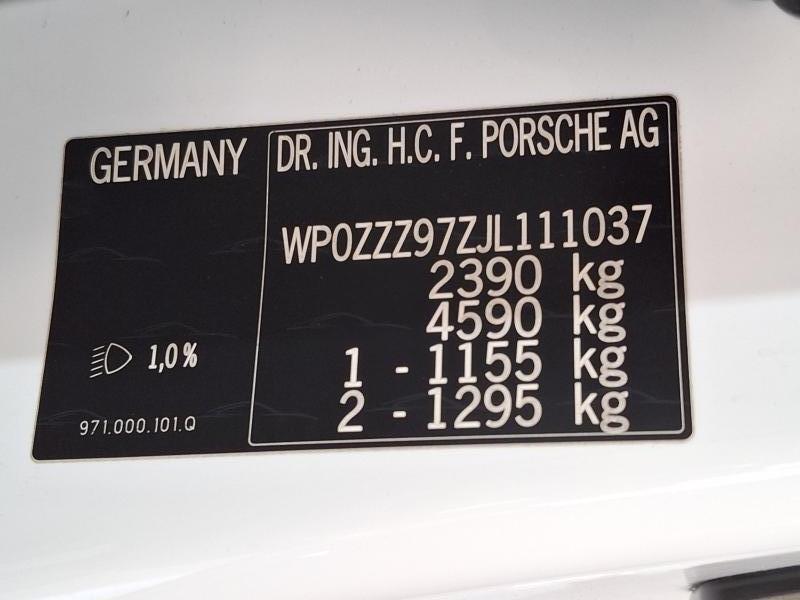 GERMANY
DR. ING. H.C. F. PORSCHE AG
WP0ZZZ97ZJL111037
2390 kg
4590 kg
1 - 1155 kg
2 - 1295 kg
1,0%
971.000.101.Q